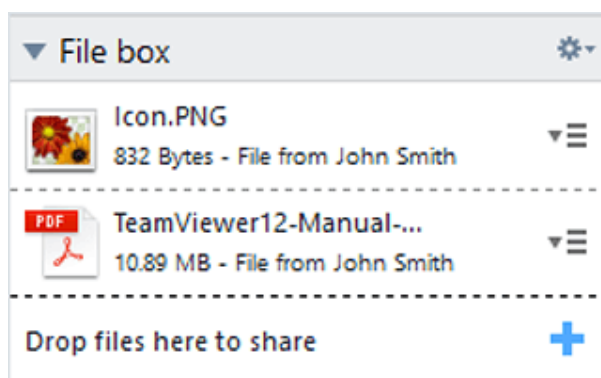 File box
Icon.PNG
832 Bytes - File from John Smith
PDF
TeamViewer12-Manual-...
10.89 MB - File from John Smith
Drop files here to share